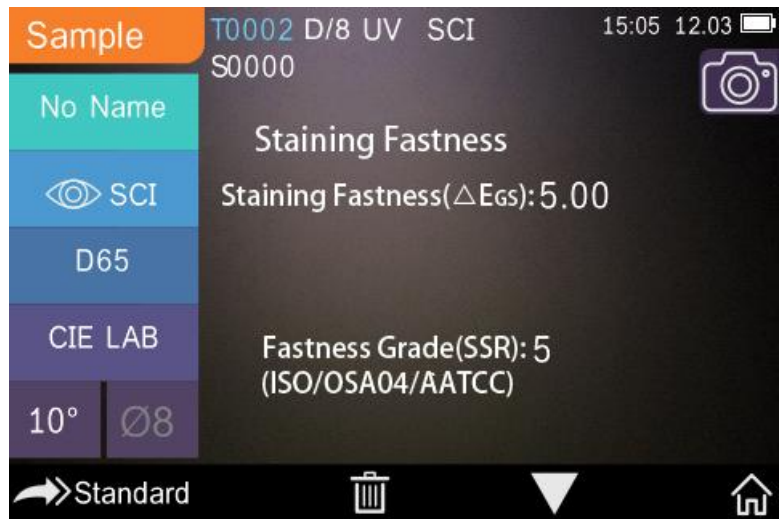 Sample
T0002 D/8 UV SCI
15:05 12.03
S0000
No Name
Staining Fastness
SCI
Staining Fastness(△EGS):5.00
D65
CIE LAB
Fastness Grade(SSR): 5
(ISO/OSA04/AATCC)
10° Ø8
Standard